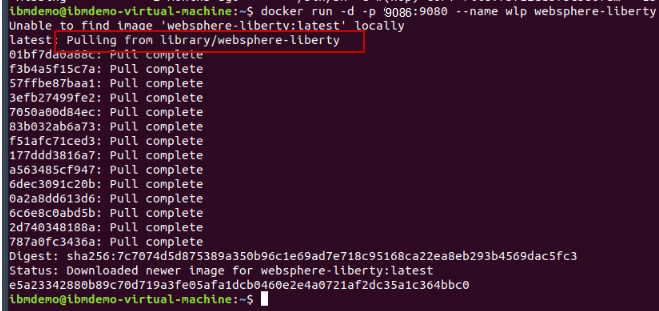 ibmdemo@ibmdemo-virtual-machine:~$ docker run -d -p 9086:9080 --name wlp websphere-liberty
Unable to find image 'websphere-liberty:latest' locally
latest: Pulling from library/websphere-liberty
01bf7da0a88c: Pull complete
f3b4a5f15c7a: Pull complete
57ffbe87baa1: Pull complete
3efb27499fe2: Pull complete
7050a00d84ec: Pull complete
83b032ab6a73: Pull complete
f51afc71ced3: Pull complete
177ddd3816a7: Pull complete
a563485cf947: Pull complete
6dec3091c20b: Pull complete
0a2a8dd613d6: Pull complete
6c6e8c0abd5b: Pull complete
2d740348188a: Pull complete
787a0fc3436a: Pull complete
Digest: sha256:7c7074d5d875389a350b96c1e69ad7e718c95168ca22ea8eb293b4569dac5fc3
Status: Downloaded newer image for websphere-liberty:latest
e5a23342880b89c70d719a3fe05afa1dcb0460e2e4a0721af2dc35a1c364bbc0
ibmdemo@ibmdemo-virtual-machine:~$